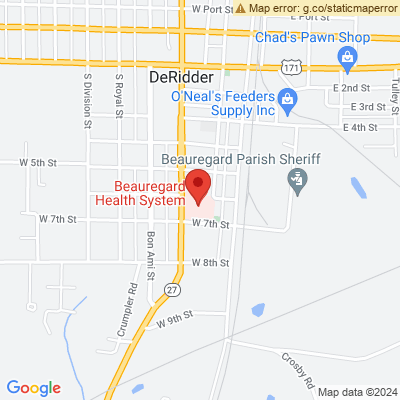 Map error: g.co/staticmaperror
W Port St
E Port St
Chad's Pawn Shop
171
DeRidder
S Division St
S Royal St
O'Neal's Feeders
Supply Inc
E 2nd St
E 3rd St
Tulley St
E 4th St
W 5th St
Beauregard Parish Sheriff
Beauregard
Health System
W 7th St
W 7th St
Bon Ami St
W 8th St
27
Crumpler Rd
W 9th St
Crosby Rd
Google
Map data ©2024